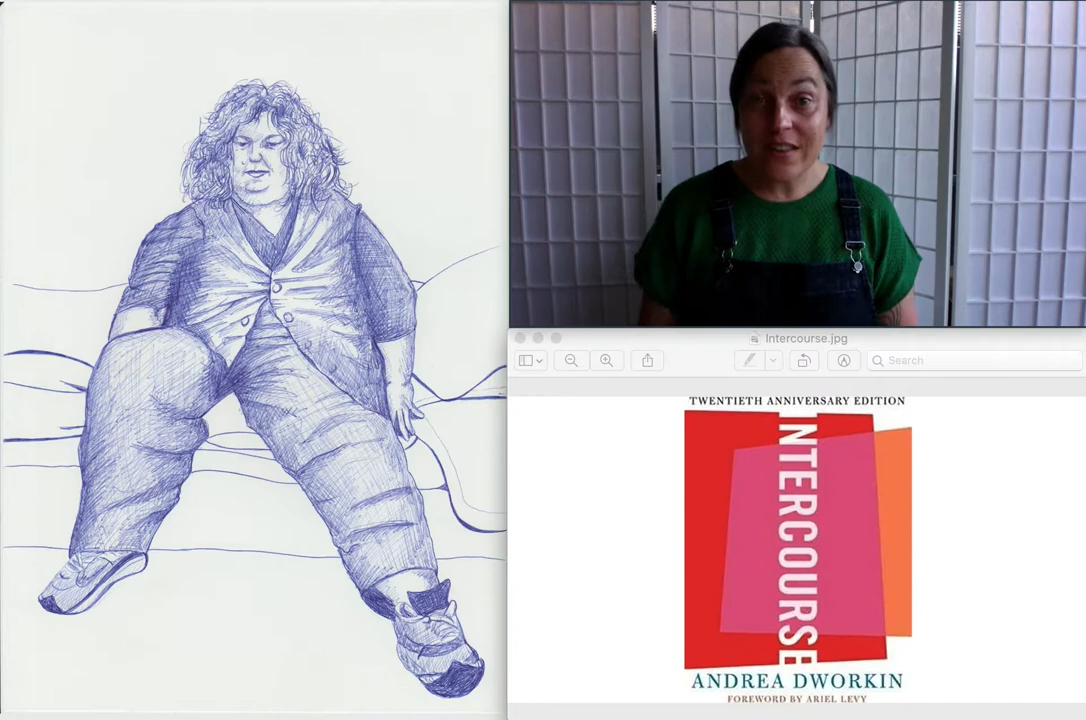 Intercourse.jpg
Search
TWENTIETH ANNIVERSARY EDITION
INTERCOURSE
ANDREA DWORKIN
FOREWORD BY ARIEL LEVY